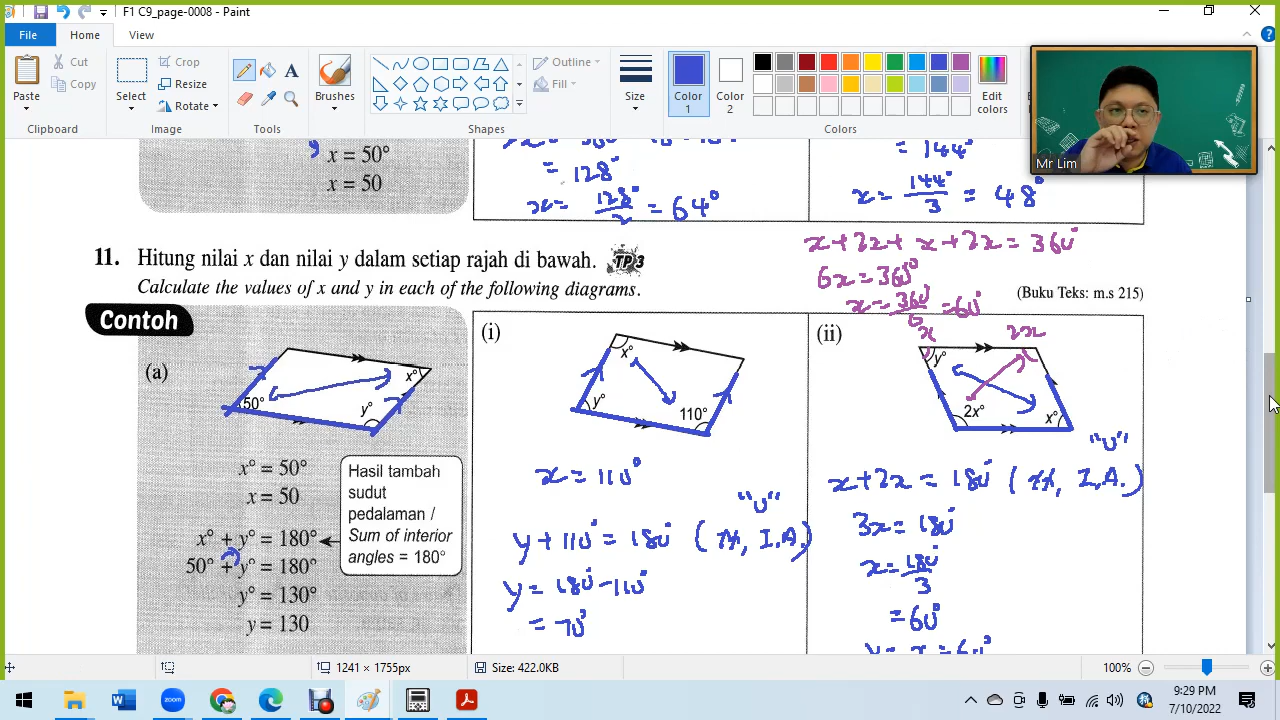 F1 C9_page-0008 - Paint
File Home View
Paste Cut Copy Clipboard
Select Crop Resize Rotate Image
Tools
Brushes
Outline Fill Shapes
Size
Color 1 Color 2 Edit colors Colors
Mr Lim
x = 50°
x = 50
= 128°
x = 128°/2 = 64°
= 144°
x = 144°/3 = 48°
x + 2x + x + 2x = 360°
6x = 360°
x = 360°/6 = 60°
11. Hitung nilai x dan nilai y dalam setiap rajah di bawah. TP 3
Calculate the values of x and y in each of the following diagrams.
(Buku Teks: m.s 215)
Contoh
(a)
50° x° y°
x° = 50°
x = 50
x° + y° = 180°
50° + y° = 180°
y° = 130°
y = 130
Hasil tambah
sudut
pedalaman /
Sum of interior
angles = 180°
(i)
x° y° 110°
x = 110°
"U"
y + 110° = 180° ( //, I.A.)
y = 180° - 110°
= 70°
(ii)
x 2x
y° 2x° x°
"U"
x + 2x = 180° ( //, I.A.)
3x = 180°
x = 180°/3
= 60°
y = x = 60°
1241 × 1755px
Size: 422.0KB
100%
zoom
9:29 PM
7/10/2022